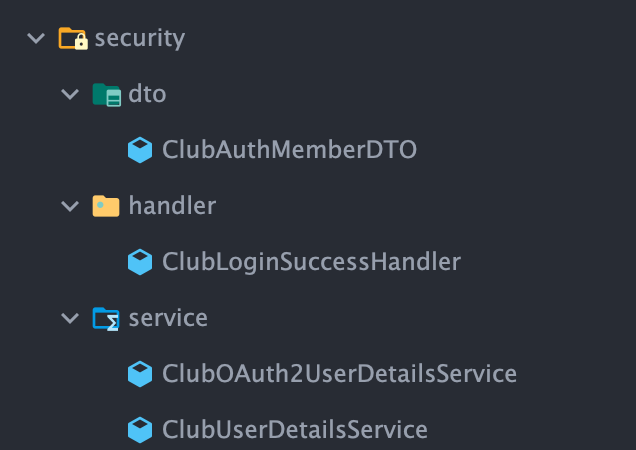 security
dto
ClubAuthMemberDTO
handler
ClubLoginSuccessHandler
service
ClubOAuth2UserDetailsService
ClubUserDetailsService